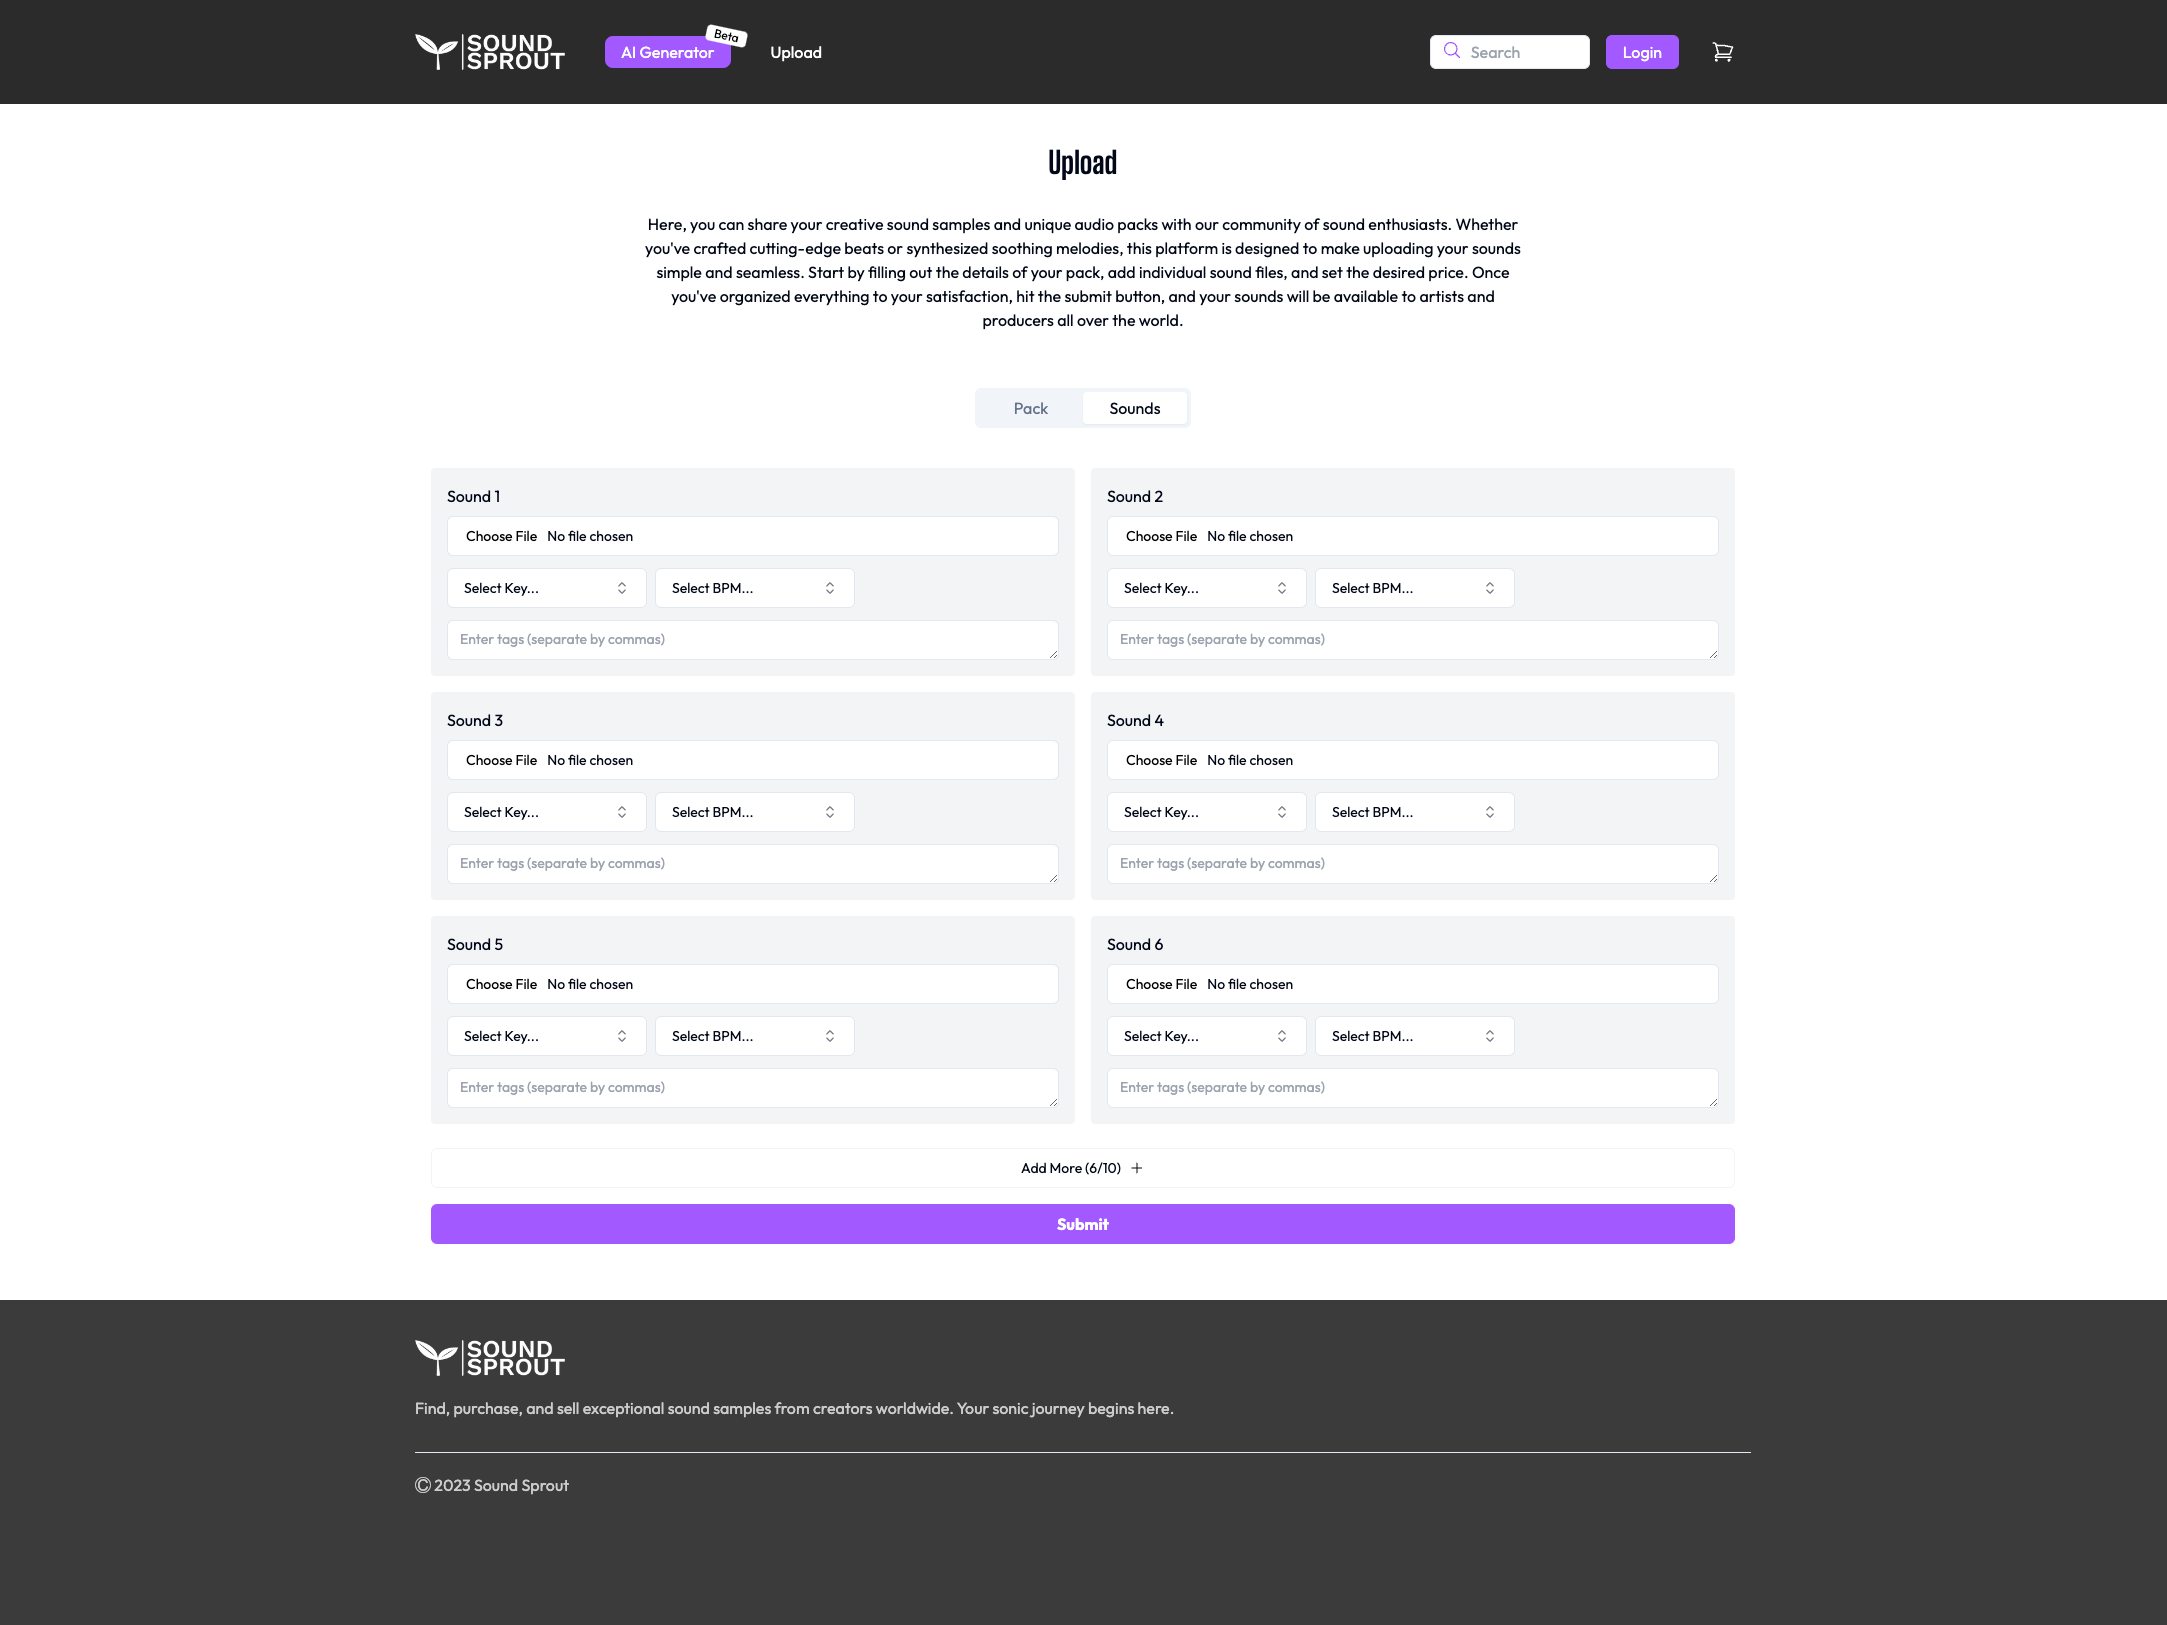 SOUND
SPROUT
AI Generator
Beta
Upload
Search
Login
Upload
Here, you can share your creative sound samples and unique audio packs with our community of sound enthusiasts. Whether
you've crafted cutting-edge beats or synthesized soothing melodies, this platform is designed to make uploading your sounds
simple and seamless. Start by filling out the details of your pack, add individual sound files, and set the desired price. Once
you've organized everything to your satisfaction, hit the submit button, and your sounds will be available to artists and
producers all over the world.
Pack
Sounds
Sound 1
Choose File No file chosen
Select Key...
Select BPM...
Enter tags (separate by commas)
Sound 2
Choose File No file chosen
Select Key...
Select BPM...
Enter tags (separate by commas)
Sound 3
Choose File No file chosen
Select Key...
Select BPM...
Enter tags (separate by commas)
Sound 4
Choose File No file chosen
Select Key...
Select BPM...
Enter tags (separate by commas)
Sound 5
Choose File No file chosen
Select Key...
Select BPM...
Enter tags (separate by commas)
Sound 6
Choose File No file chosen
Select Key...
Select BPM...
Enter tags (separate by commas)
Add More (6/10) +
Submit
SOUND
SPROUT
Find, purchase, and sell exceptional sound samples from creators worldwide. Your sonic journey begins here.
© 2023 Sound Sprout